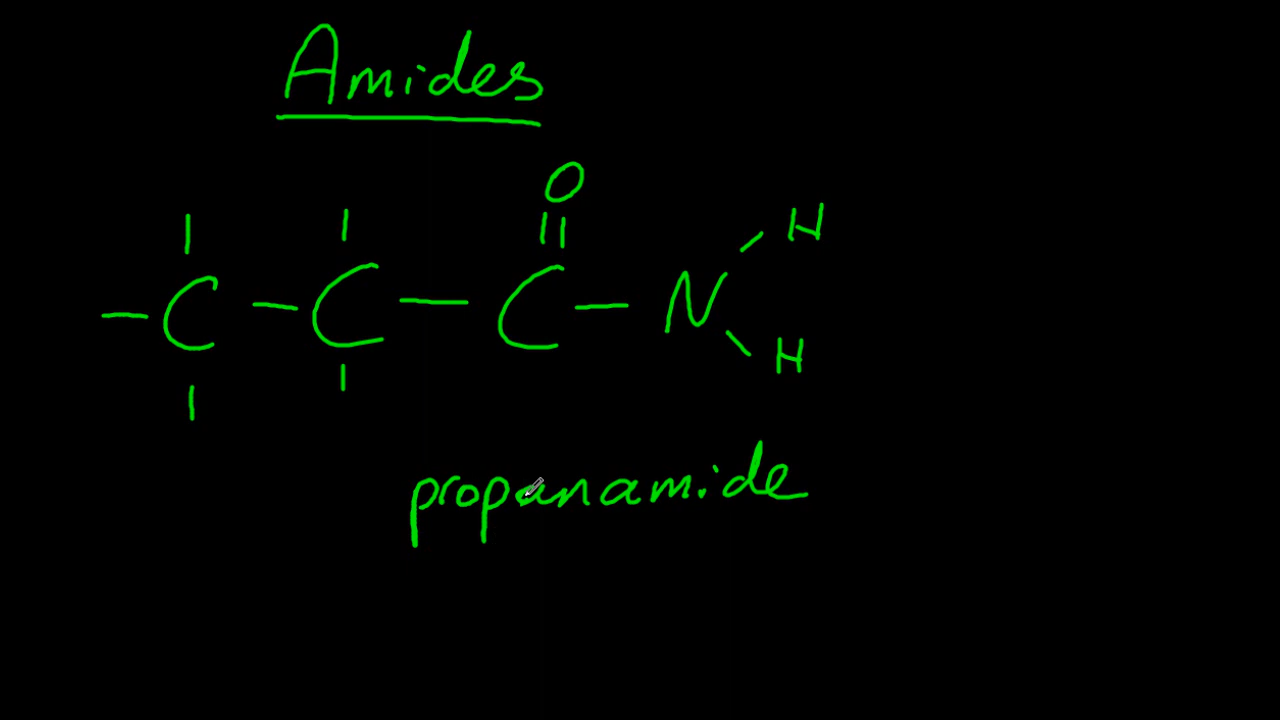 Amides
O
C - C - C - N
H
H
propanamide